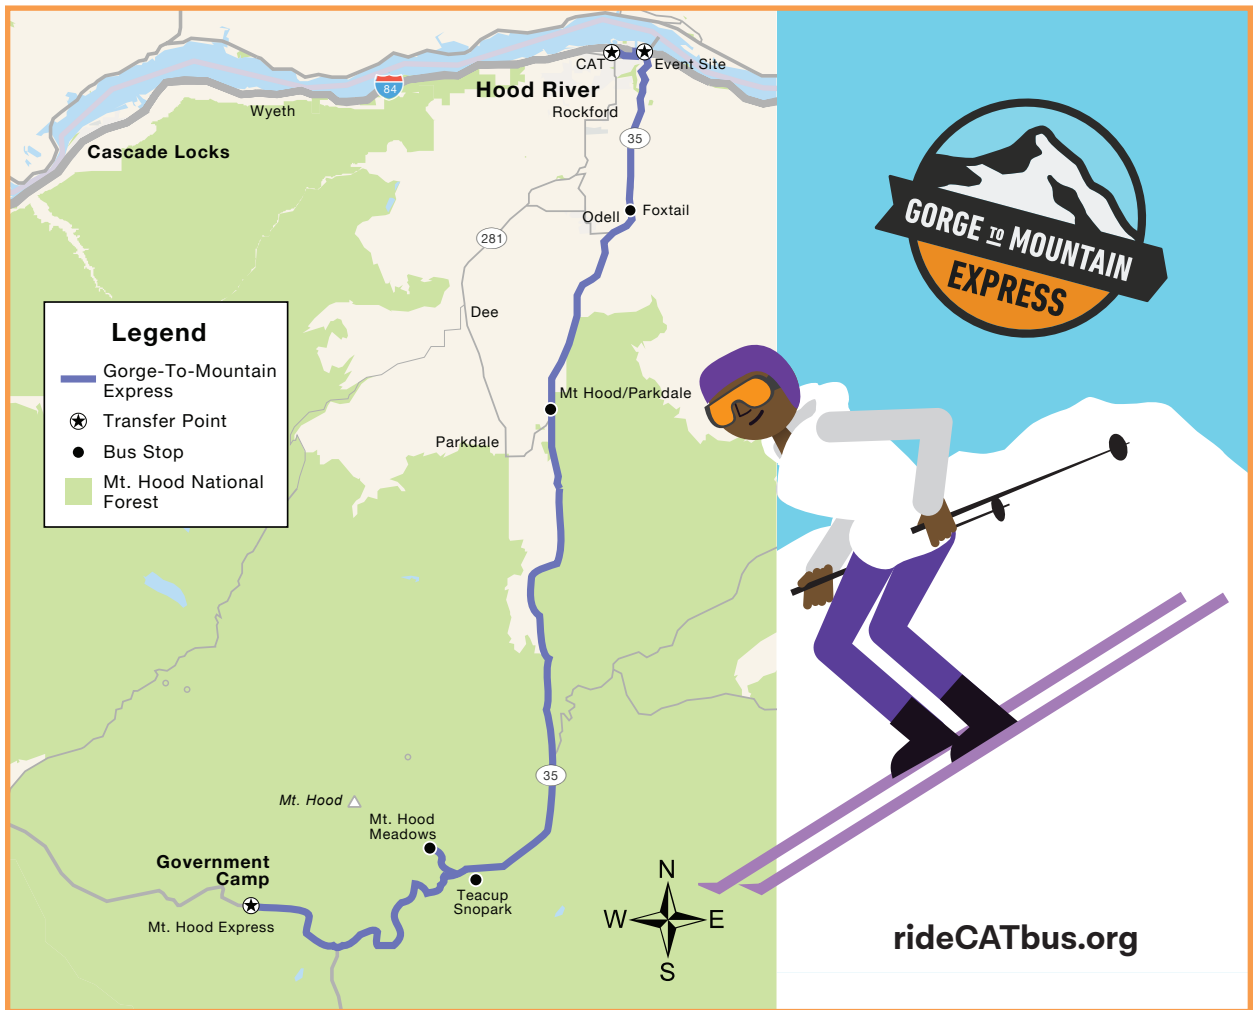 CAT
Event Site
84
Hood River
Wyeth
Rockford
35
Cascade Locks
Odell
Foxtail
281
Dee
Legend
Gorge-To-Mountain
Express
Transfer Point
Bus Stop
Mt. Hood National
Forest
Mt Hood/Parkdale
Parkdale
35
Mt. Hood
Mt. Hood
Meadows
Government
Camp
Mt. Hood Express
Teacup
Snopark
N
W
E
S
GORGE TO MOUNTAIN
EXPRESS
rideCATbus.org